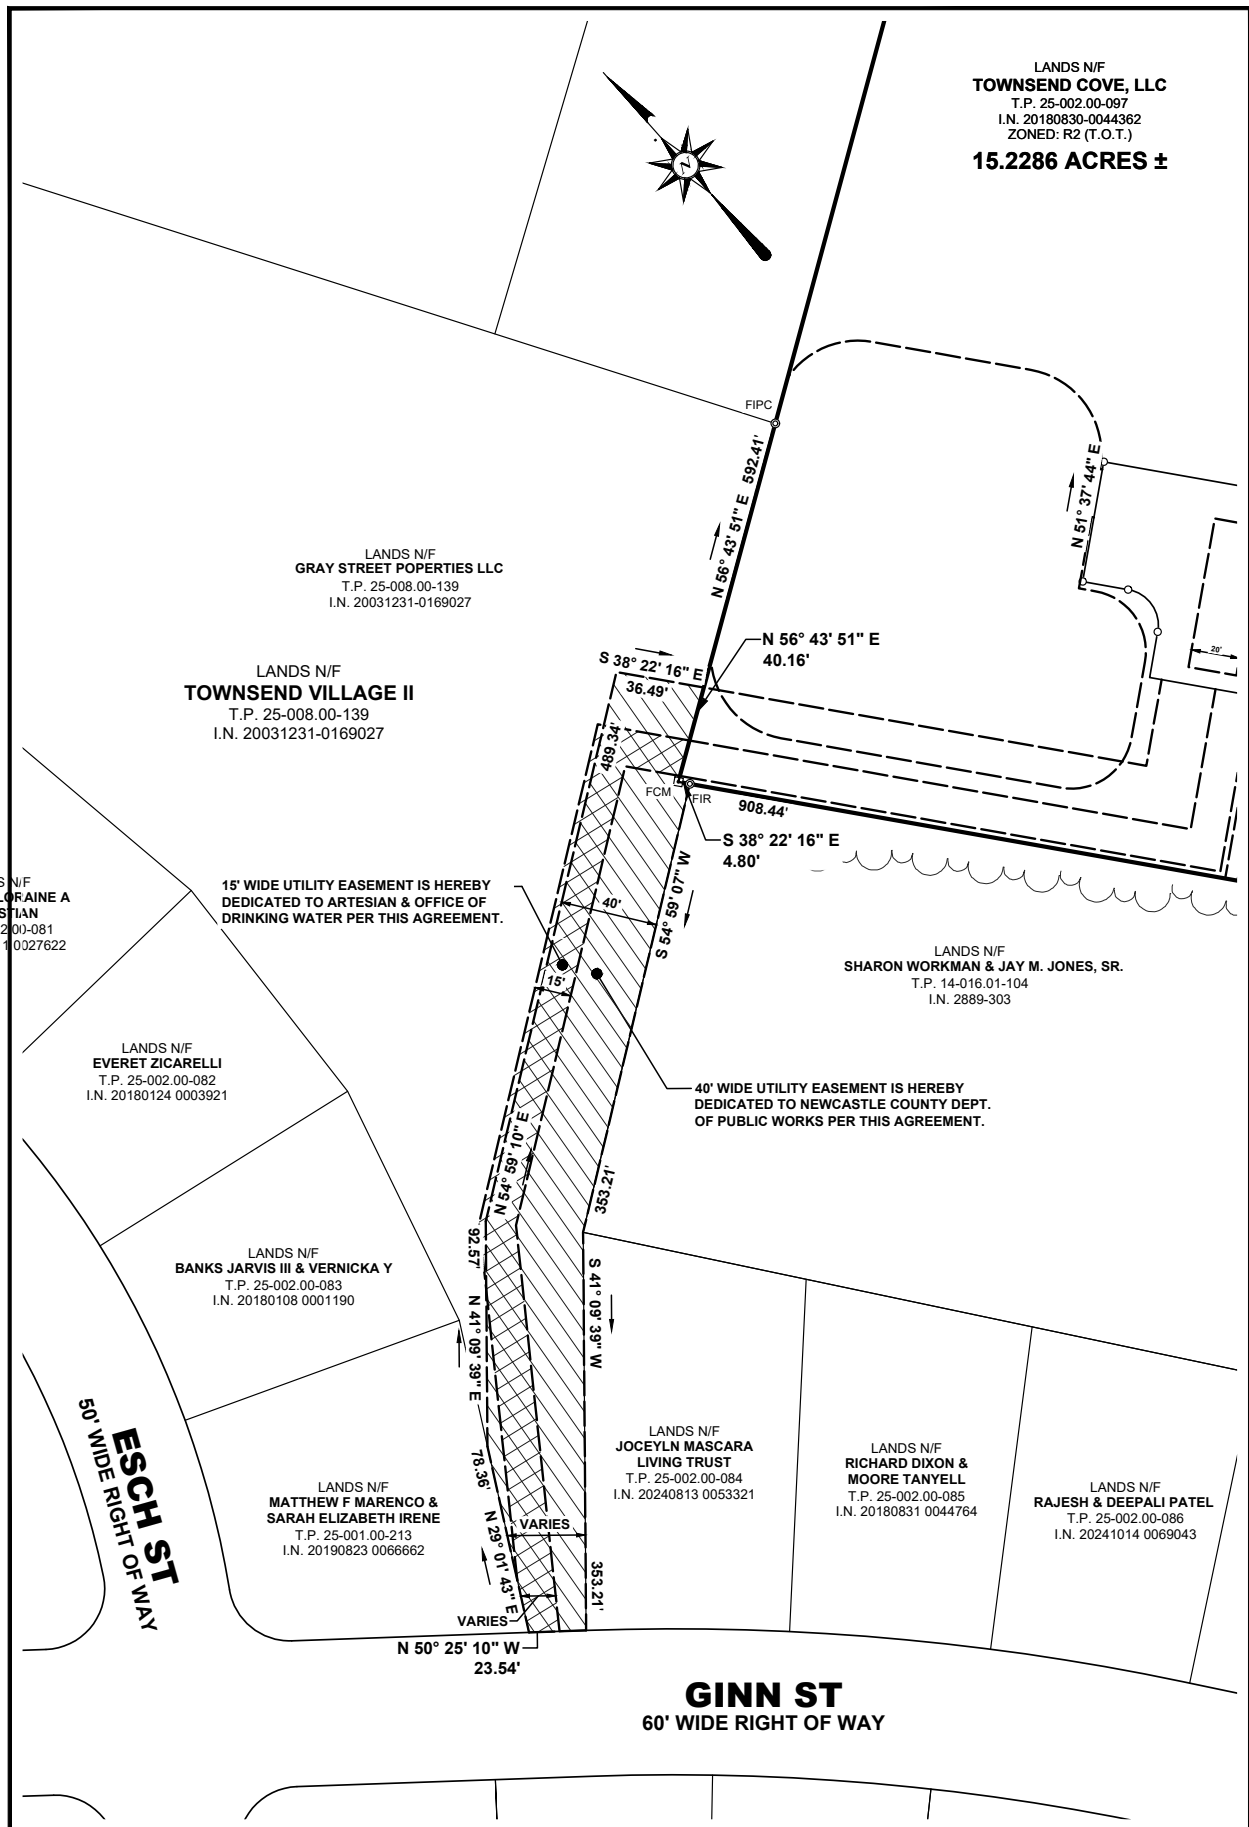 LANDS N/F
TOWNSEND COVE, LLC
T.P. 25-002.00-097
I.N. 20180830-0044362
ZONED: R2 (T.O.T.)
15.2286 ACRES ±
N
FIPC
N 56° 43' 51" E 592.41'
N 51° 37' 44" E
LANDS N/F
GRAY STREET POPERTIES LLC
T.P. 25-008.00-139
I.N. 20031231-0169027
N 56° 43' 51" E
40.16'
20'
S 38° 22' 16" E
36.49'
LANDS N/F
TOWNSEND VILLAGE II
T.P. 25-008.00-139
I.N. 20031231-0169027
489.34'
FCM
FIR
908.44'
S 38° 22' 16" E
4.80'
S N/F
LORAINE A
STIAN
2.00-081
1 0027622
15' WIDE UTILITY EASEMENT IS HEREBY
DEDICATED TO ARTESIAN & OFFICE OF
DRINKING WATER PER THIS AGREEMENT.
40'
S 54° 59' 07" W
15'
LANDS N/F
SHARON WORKMAN & JAY M. JONES, SR.
T.P. 14-016.01-104
I.N. 2889-303
LANDS N/F
EVERET ZICARELLI
T.P. 25-002.00-082
I.N. 20180124 0003921
40' WIDE UTILITY EASEMENT IS HEREBY
DEDICATED TO NEWCASTLE COUNTY DEPT.
OF PUBLIC WORKS PER THIS AGREEMENT.
N 54° 59' 10" E
353.21'
LANDS N/F
BANKS JARVIS III & VERNICKA Y
T.P. 25-002.00-083
I.N. 20180108 0001190
92.57' N 41° 09' 39" E
S 41° 09' 39" W
ESCH ST
50' WIDE RIGHT OF WAY
LANDS N/F
MATTHEW F MARENCO &
SARAH ELIZABETH IRENE
T.P. 25-001.00-213
I.N. 20190823 0066662
78.36' N 29° 01' 43" E
VARIES
353.21'
VARIES
LANDS N/F
JOCEYLN MASCARA
LIVING TRUST
T.P. 25-002.00-084
I.N. 20240813 0053321
LANDS N/F
RICHARD DIXON &
MOORE TANYELL
T.P. 25-002.00-085
I.N. 20180831 0044764
LANDS N/F
RAJESH & DEEPALI PATEL
T.P. 25-002.00-086
I.N. 20241014 0069043
N 50° 25' 10" W
23.54'
GINN ST
60' WIDE RIGHT OF WAY